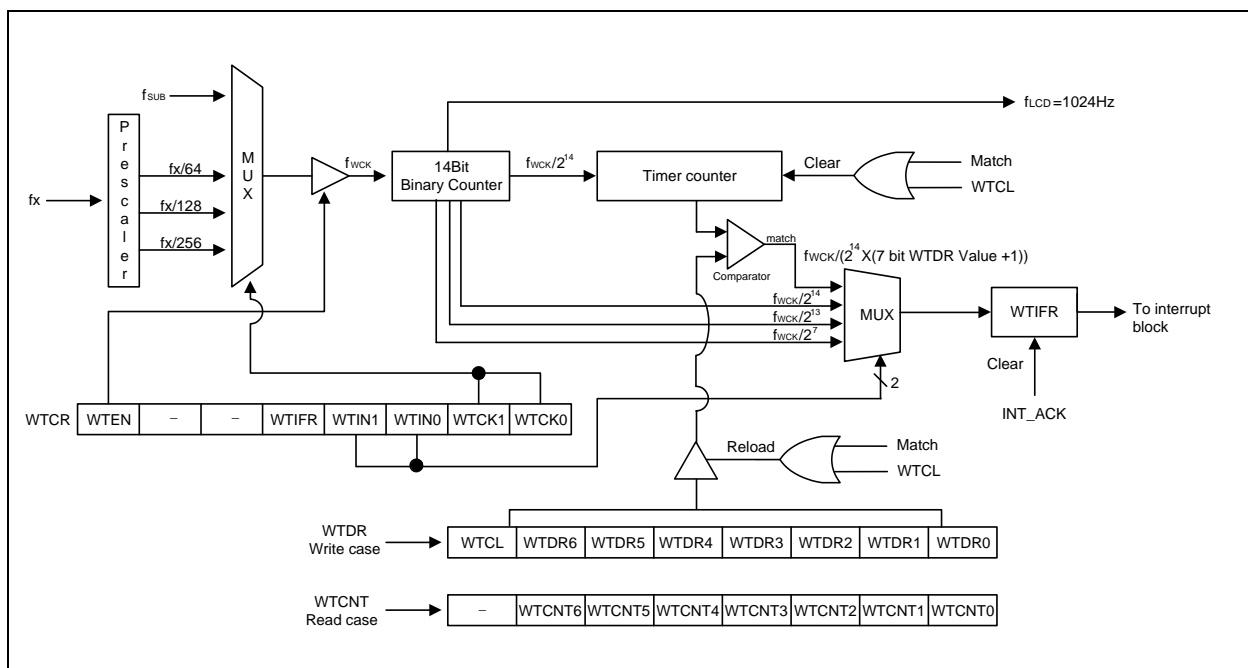 fSUB
Prescaler
fx
fx/64
fx/128
fx/256
MUX
fWCK
14Bit
Binary Counter
fWCK/2^14
Timer counter
fLCD=1024Hz
Clear
Match
WTCL
match
Comparator
fWCK/(2^14 X(7 bit WTDR Value +1))
fWCK/2^14
fWCK/2^13
fWCK/2^7
MUX
2
WTIFR
To interrupt
block
Clear
INT_ACK
WTCR
WTEN – – WTIFR WTIN1 WTIN0 WTCK1 WTCK0
Reload
Match
WTCL
WTDR
Write case
WTCL WTDR6 WTDR5 WTDR4 WTDR3 WTDR2 WTDR1 WTDR0
WTCNT
Read case
– WTCNT6 WTCNT5 WTCNT4 WTCNT3 WTCNT2 WTCNT1 WTCNT0